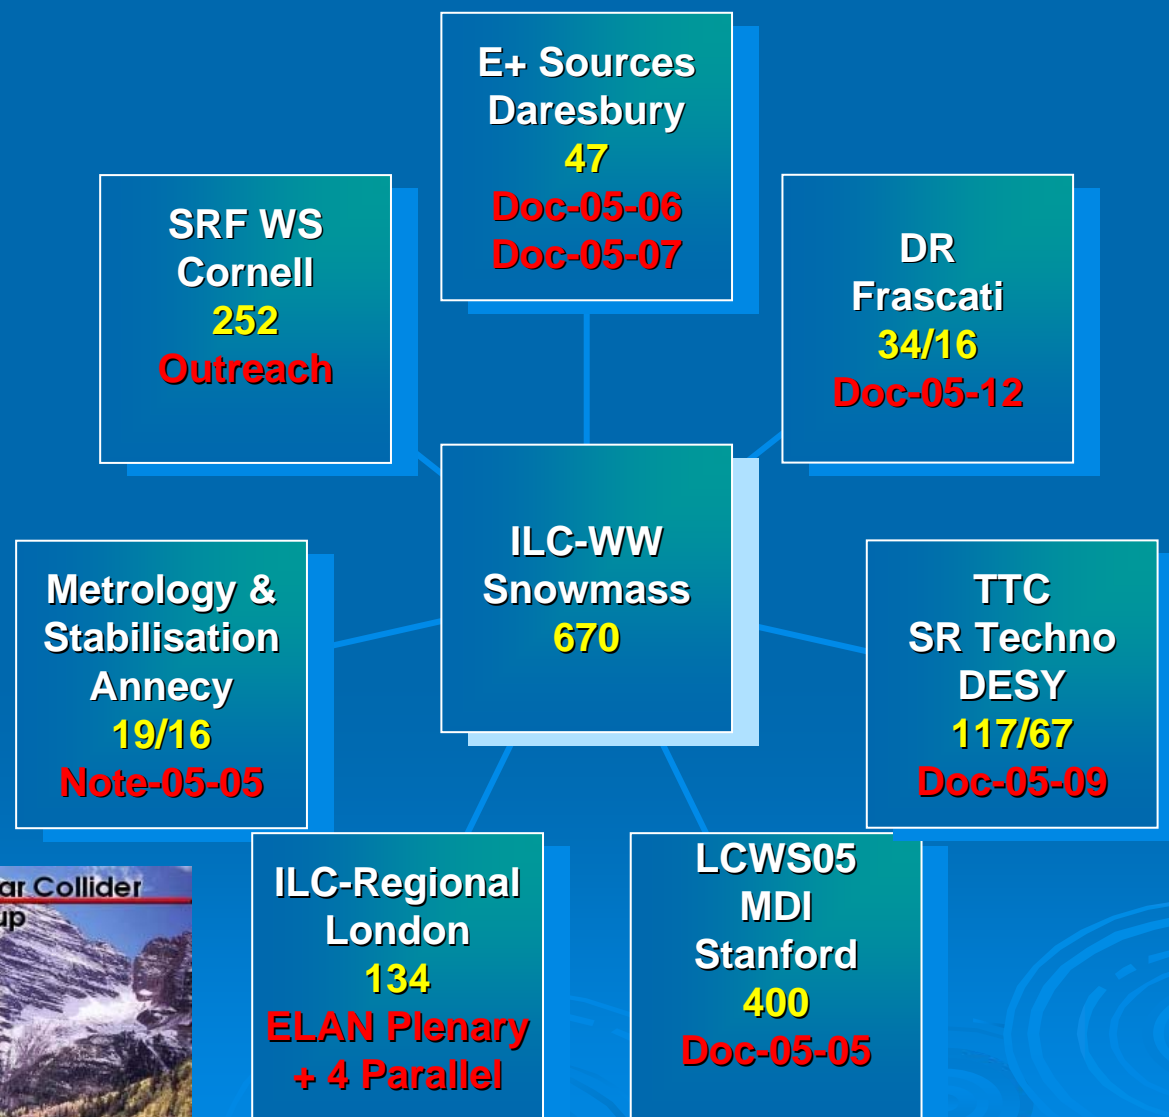 E+ Sources
Daresbury
47
Doc-05-06
Doc-05-07
SRF WS
Cornell
252
Outreach
DR
Frascati
34/16
Doc-05-12
ILC-WW
Snowmass
670
Metrology &
Stabilisation
Annecy
19/16
Note-05-05
TTC
SR Techno
DESY
117/67
Doc-05-09
ILC-Regional
London
134
ELAN Plenary
+ 4 Parallel
LCWS05
MDI
Stanford
400
Doc-05-05
Collider